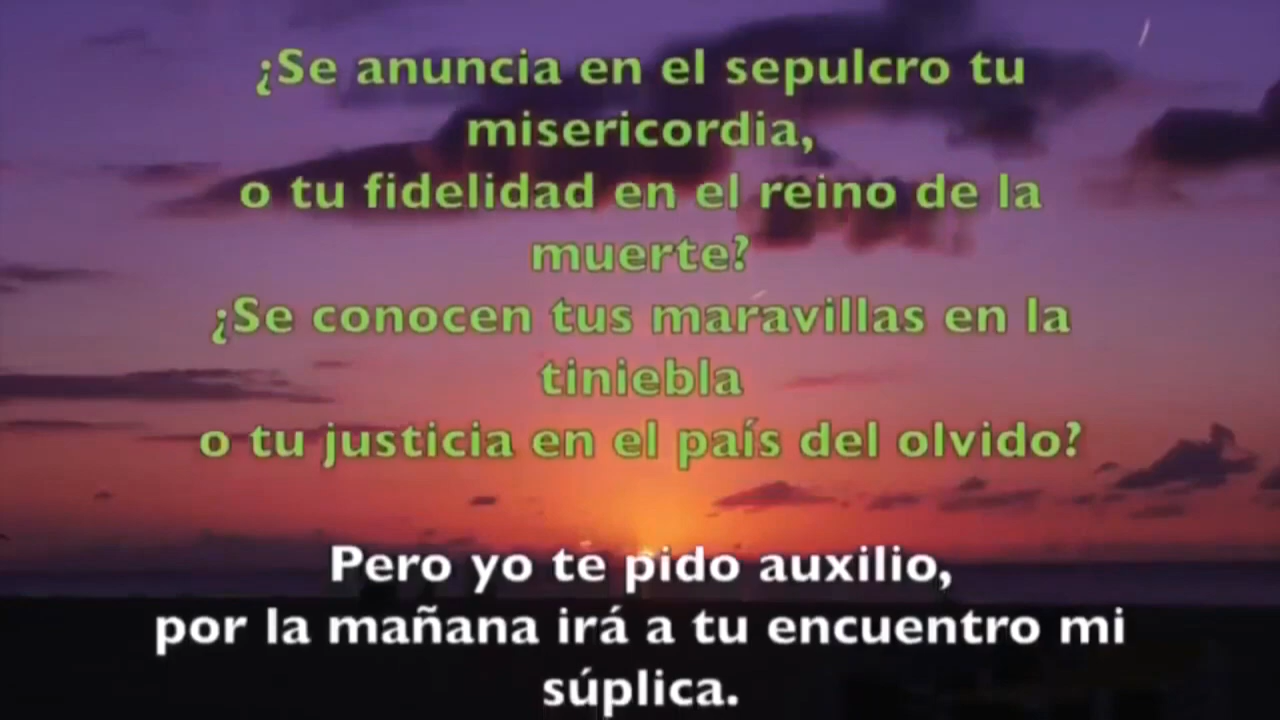 ¿Se anuncia en el sepulcro tu
misericordia,
o tu fidelidad en el reino de la
muerte?
¿Se conocen tus maravillas en la
tiniebla
o tu justicia en el país del olvido?
Pero yo te pido auxilio,
por la mañana irá a tu encuentro mi
súplica.